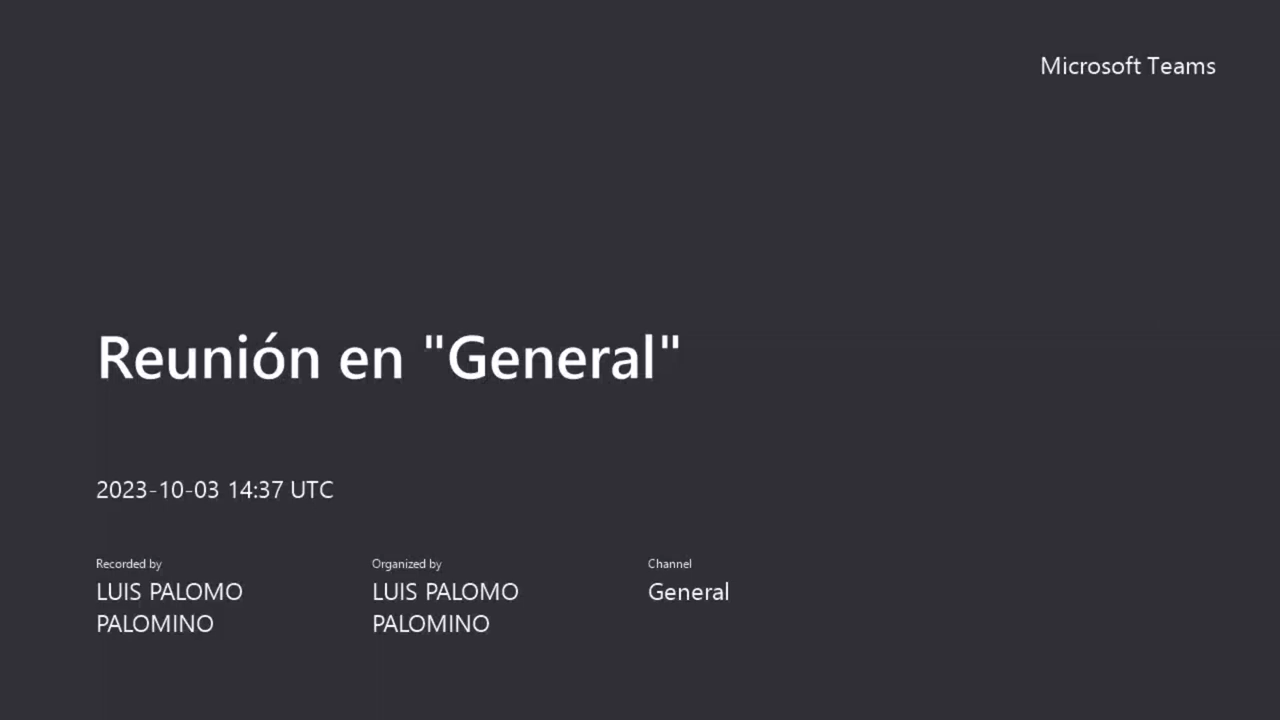 Microsoft Teams
Reunión en "General"
2023-10-03 14:37 UTC
Recorded by
LUIS PALOMO
PALOMINO
Organized by
LUIS PALOMO
PALOMINO
Channel
General